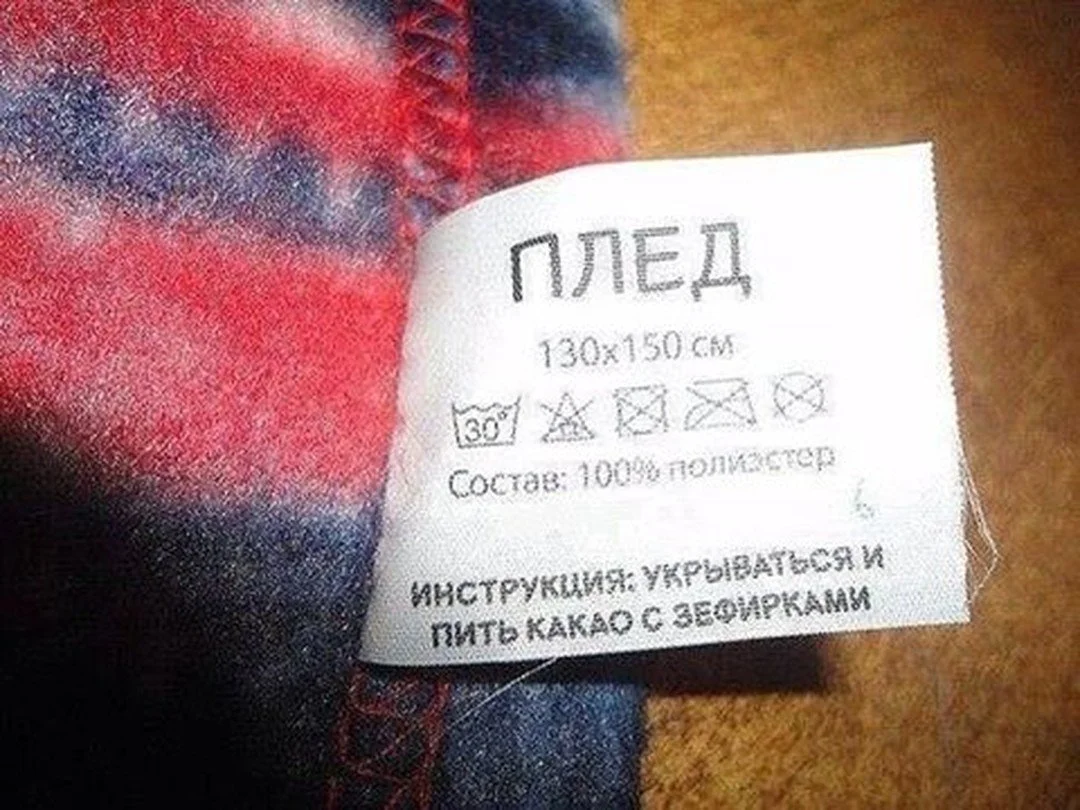 ПЛЕД
130x150 см
30°
Состав: 100% полиэстер
ИНСТРУКЦИЯ: УКРЫВАТЬСЯ И
ПИТЬ КАКАО С ЗЕФИРКАМИ